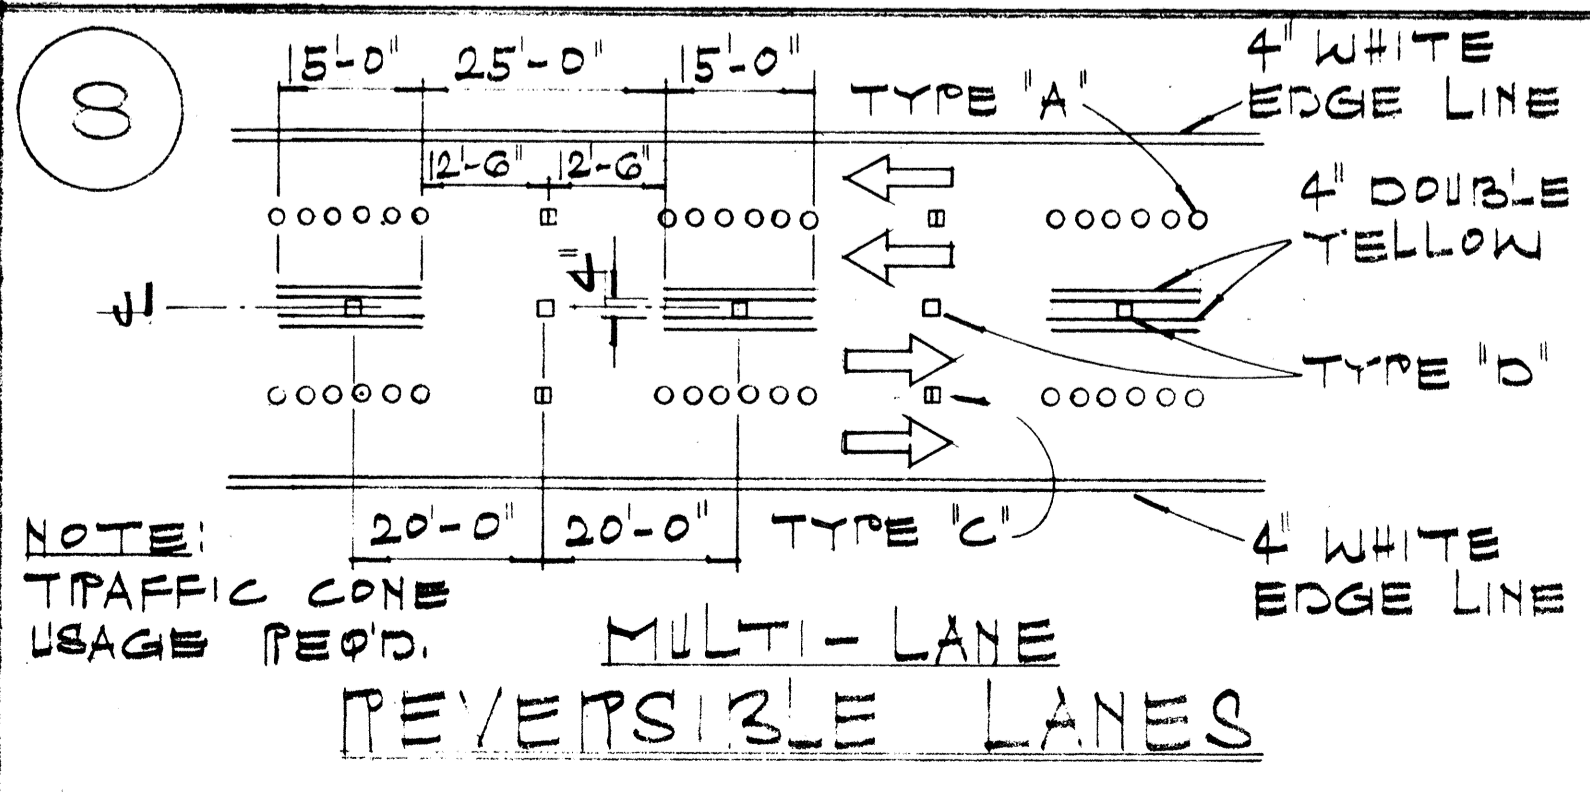 8
15'-0" 25'-0" 15'-0"
TYPE "A"
4" WHITE
EDGE LINE
12'-6" 12'-6"
4" DOUBLE
YELLOW
TYPE "D"
20'-0" 20'-0"
TYPE "C"
4" WHITE
EDGE LINE
NOTE:
TRAFFIC CONE
USAGE REQ'D.
MULTI-LANE
REVERSIBLE LANES